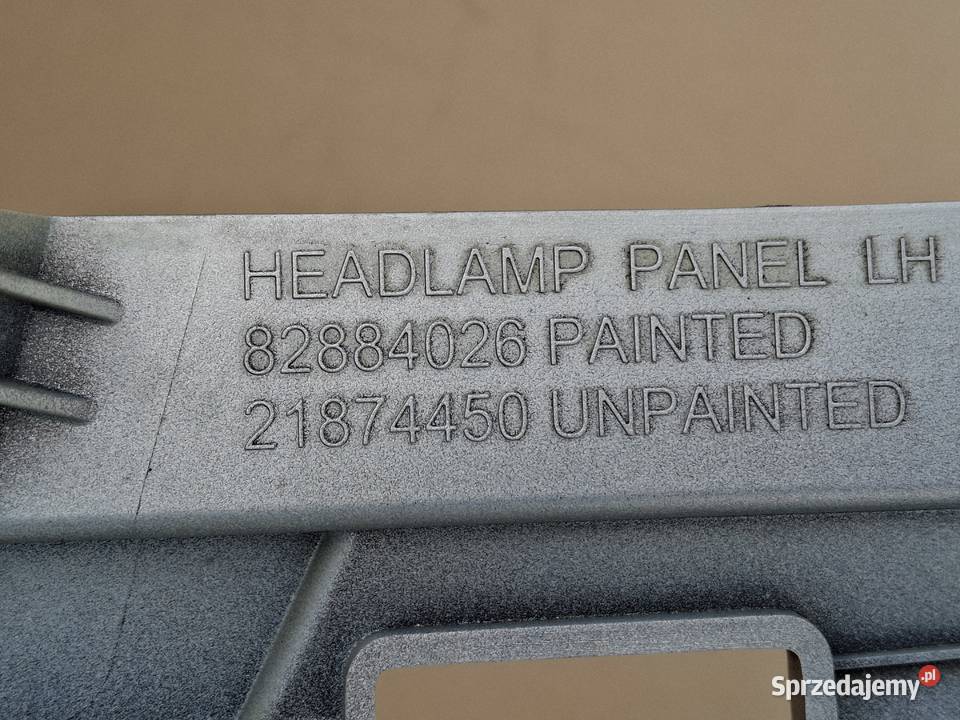 HEADLAMP PANEL LH
82884026 PAINTED
21874450 UNPAINTED
Sprzedajemy.pl